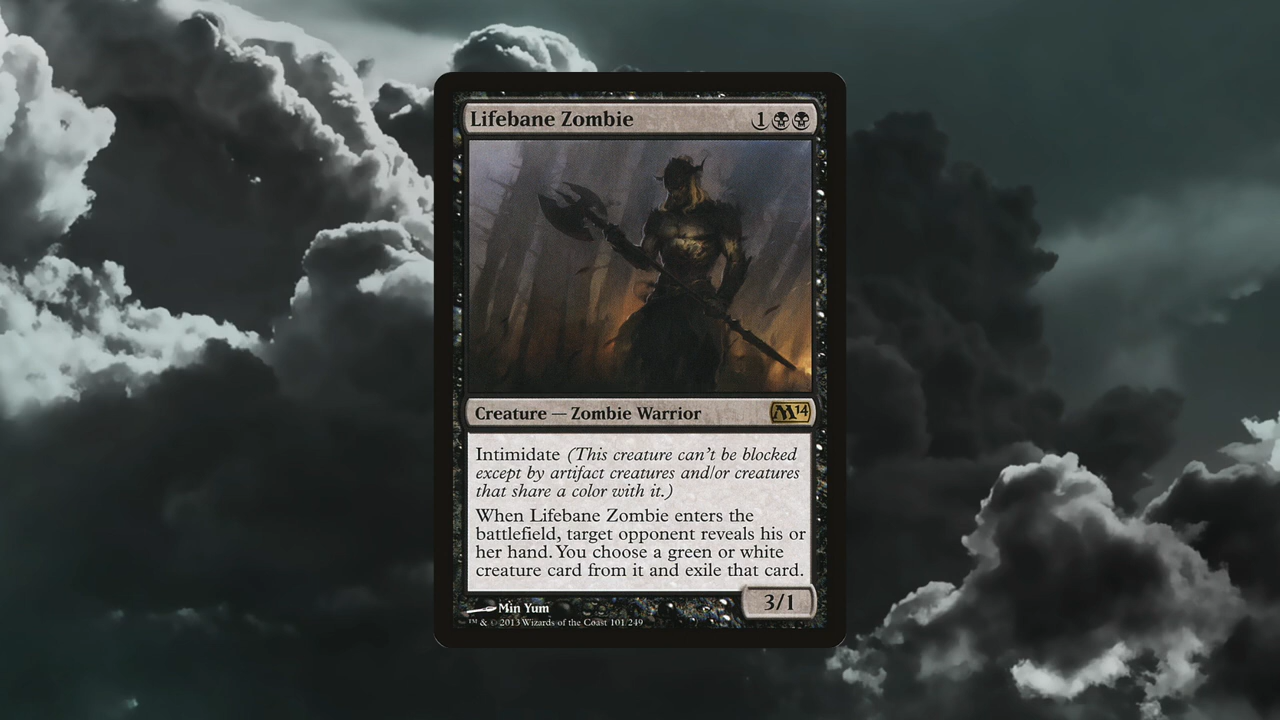 Lifebane Zombie 1
Creature — Zombie Warrior M14
Intimidate (This creature can't be blocked
except by artifact creatures and/or creatures
that share a color with it.)
When Lifebane Zombie enters the
battlefield, target opponent reveals his or
her hand. You choose a green or white
creature card from it and exile that card.
3/1
Min Yum
™ & © 2013 Wizards of the Coast 101/249